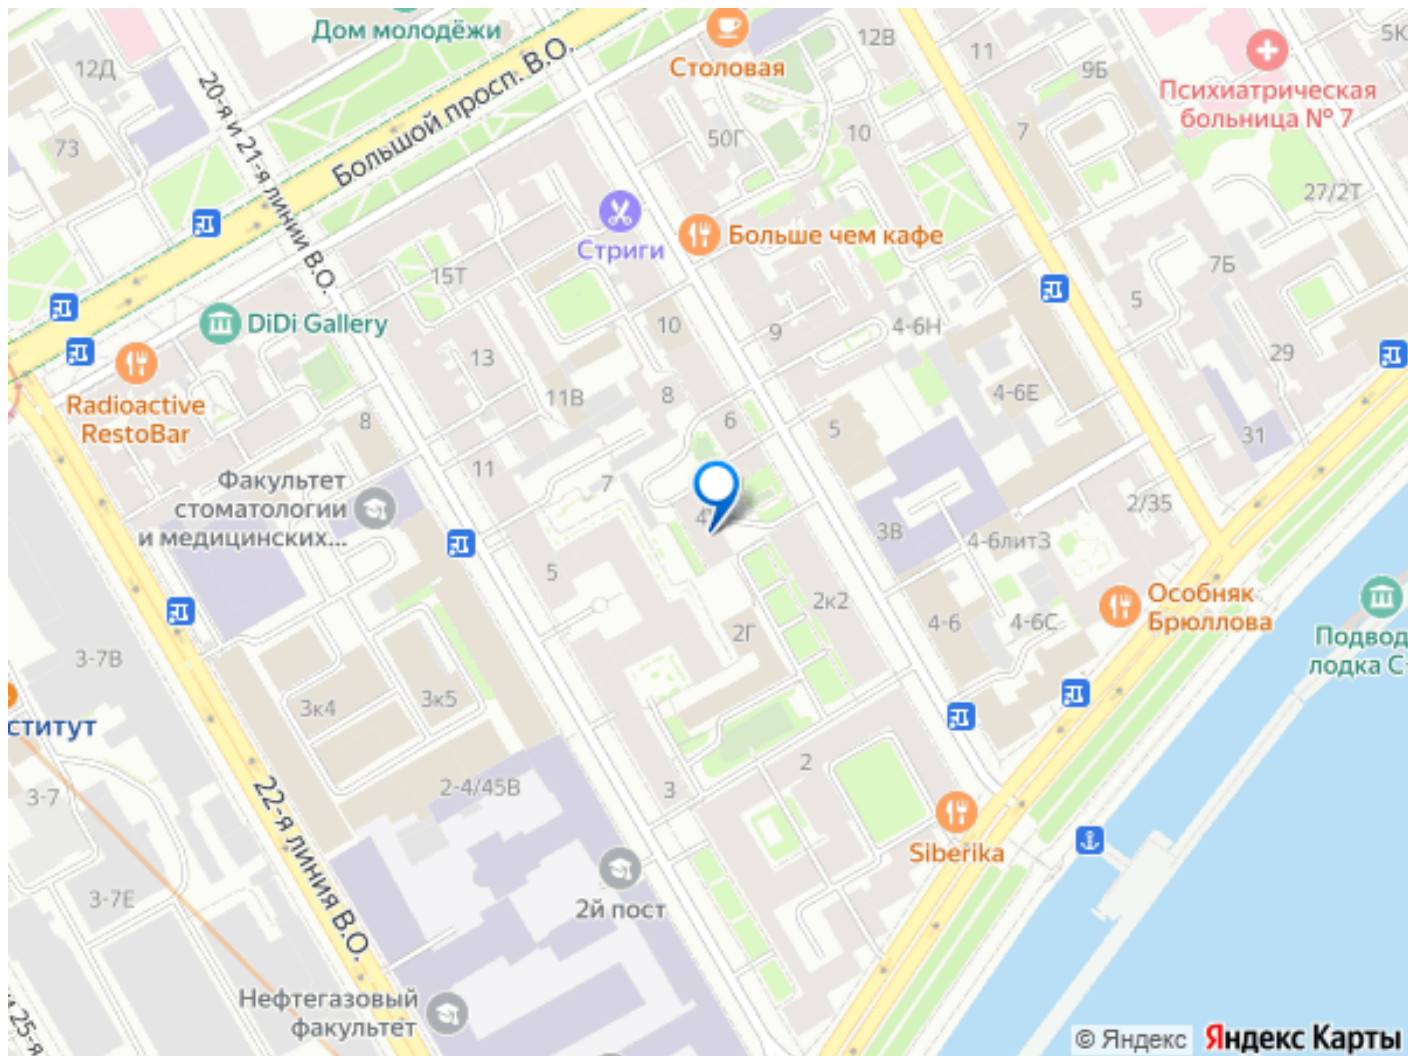 Дом молодёжи
12Д
73
20-я и 21-я линии В.О.
Большой просп. В.О.
Столовая
12В
11
9Б
5К
Психиатрическая
больница № 7
50Г
10
7
27/2Т
Стриги
Больше чем кафе
15Т
7Б
5
DiDi Gallery
10
9
4-6Н
13
29
Radioactive
RestoBar
11В
8
6
4-6Е
8
5
31
11
Факультет
стоматологии
и медицинских...
7
2/35
3В
4-6литЗ
5
2к2
4-6
4-6С
Особняк
Брюллова
2Г
Подвод
лодка С
3-7В
3к4
3к5
ститут
2
2-4/45В
3
3-7
22-я линия В.О.
Siberika
3-7Е
2й пост
Нефтегазовый
факультет
и 25-я
© Яндекс Яндекс Карты